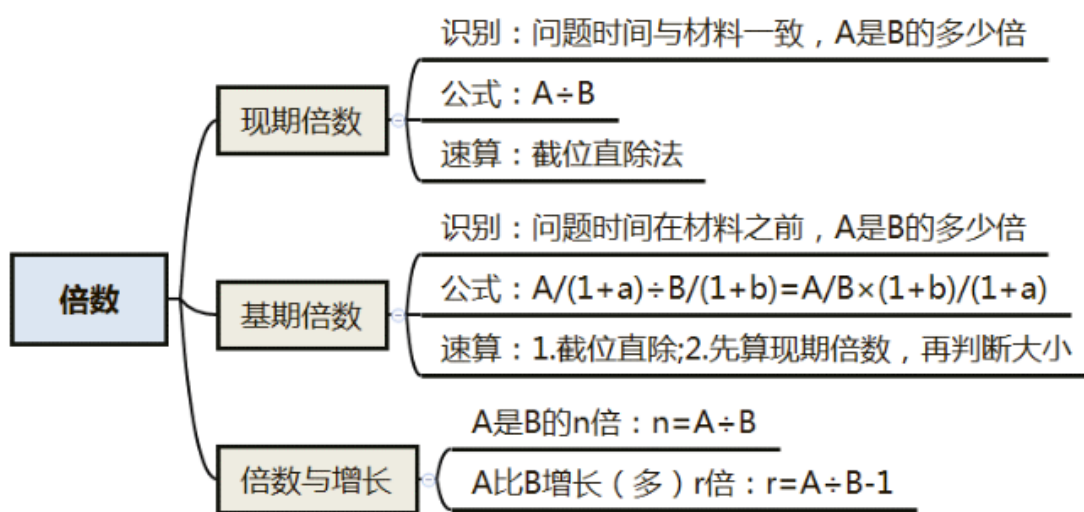 倍数
现期倍数
识别：问题时间与材料一致，A是B的多少倍
公式：A÷B
速算：截位直除法
基期倍数
识别：问题时间在材料之前，A是B的多少倍
公式：A/(1+a)÷B/(1+b)=A/B×(1+b)/(1+a)
速算：1.截位直除;2.先算现期倍数，再判断大小
倍数与增长
A是B的n倍：n=A÷B
A比B增长（多）r倍：r=A÷B-1